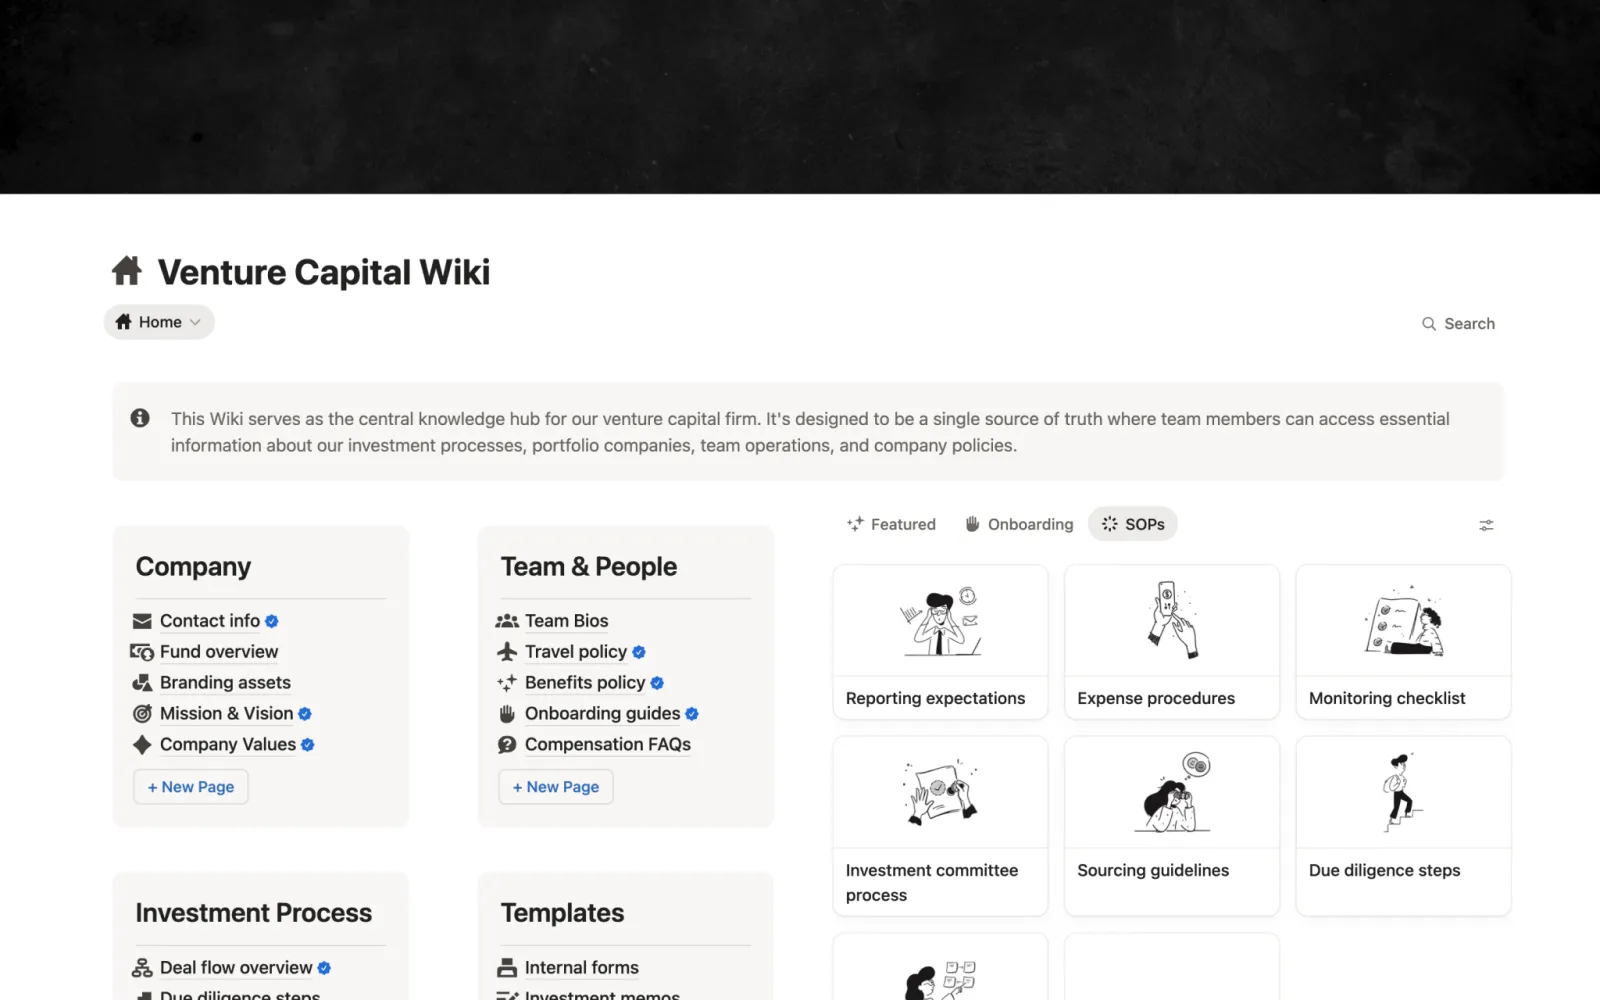 Venture Capital Wiki
Home
Search
This Wiki serves as the central knowledge hub for our venture capital firm. It's designed to be a single source of truth where team members can access essential
information about our investment processes, portfolio companies, team operations, and company policies.
Company
Contact info
Fund overview
Branding assets
Mission & Vision
Company Values
+ New Page
Team & People
Team Bios
Travel policy
Benefits policy
Onboarding guides
Compensation FAQs
+ New Page
Investment Process
Deal flow overview
Due diligence steps
Templates
Internal forms
Investment memos
Featured
Onboarding
SOPs
Reporting expectations
Expense procedures
Monitoring checklist
Investment committee
process
Sourcing guidelines
Due diligence steps